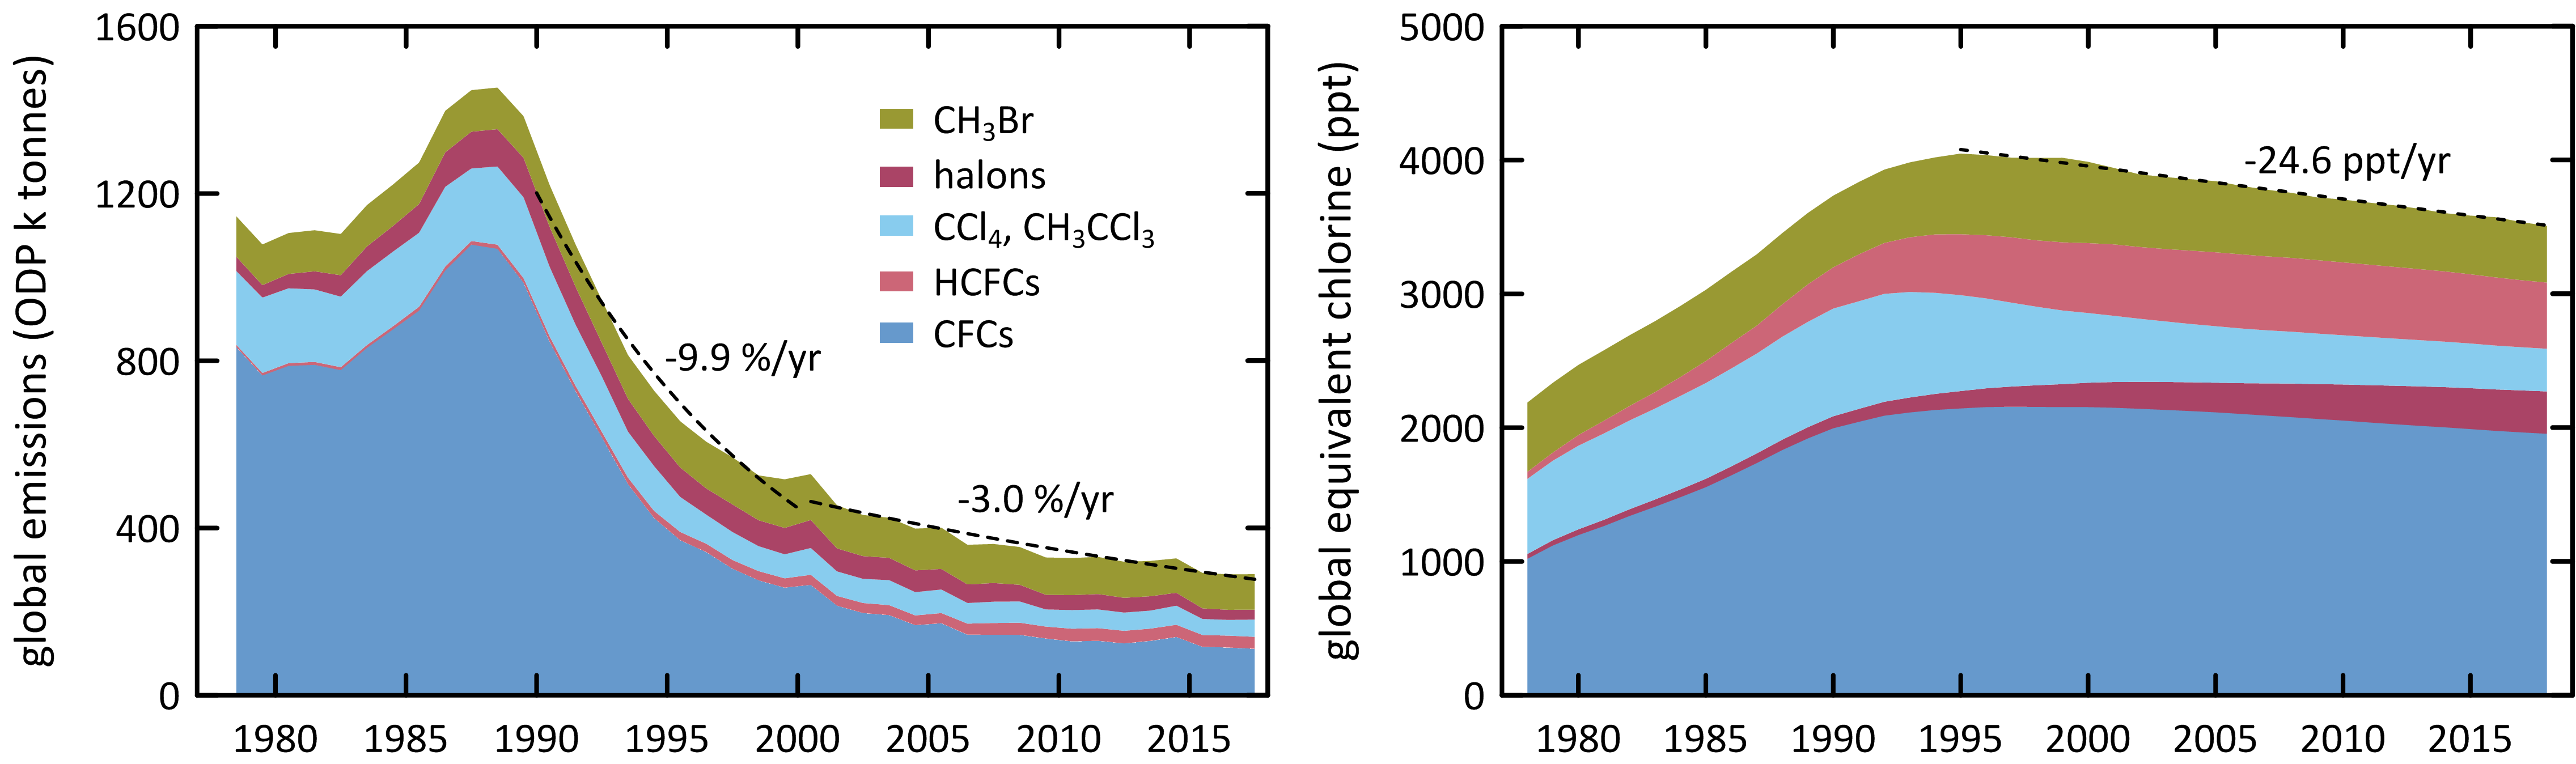 global emissions (ODP k tonnes)
1600
1200
800
400
0
1980 1985 1990 1995 2000 2005 2010 2015
CH₃Br
halons
CCl₄, CH₃CCl₃
HCFCs
CFCs
-9.9 %/yr
-3.0 %/yr
global equivalent chlorine (ppt)
5000
4000
3000
2000
1000
0
1980 1985 1990 1995 2000 2005 2010 2015
-24.6 ppt/yr